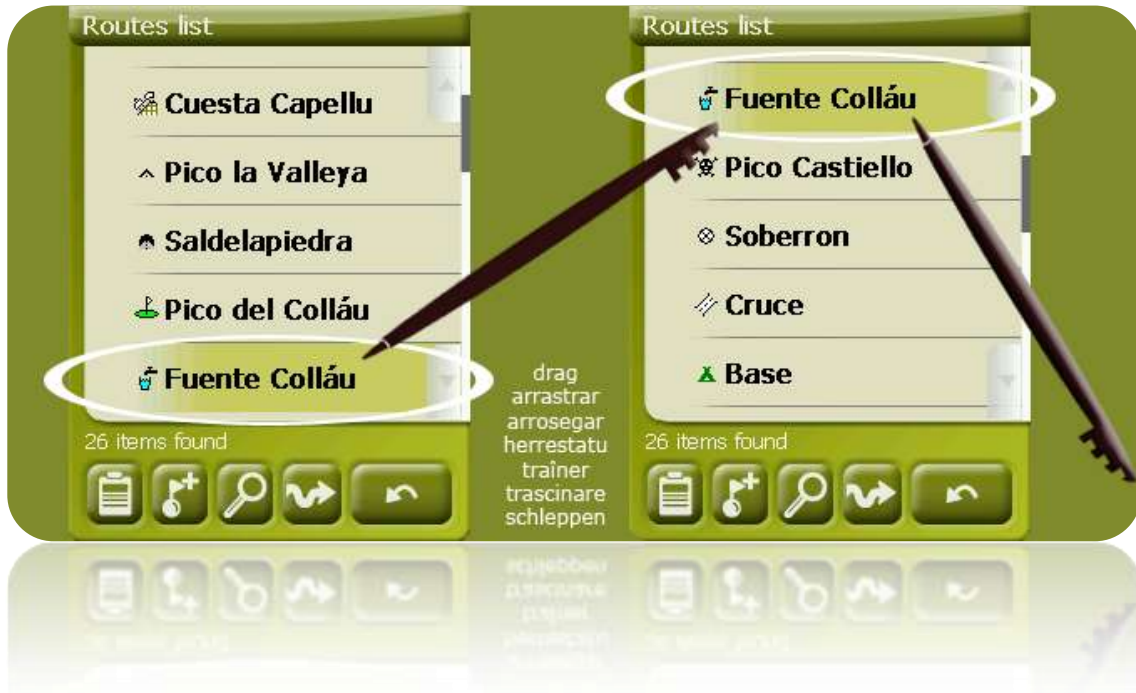 Routes list
Cuesta Capellu
Pico la Valleya
Saldelapiedra
Pico del Colláu
Fuente Colláu
26 items found
drag
arrastrar
arrosegar
herrestatu
traîner
trascinare
schleppen
Routes list
Fuente Colláu
Pico Castiello
Soberron
Cruce
Base
26 items found